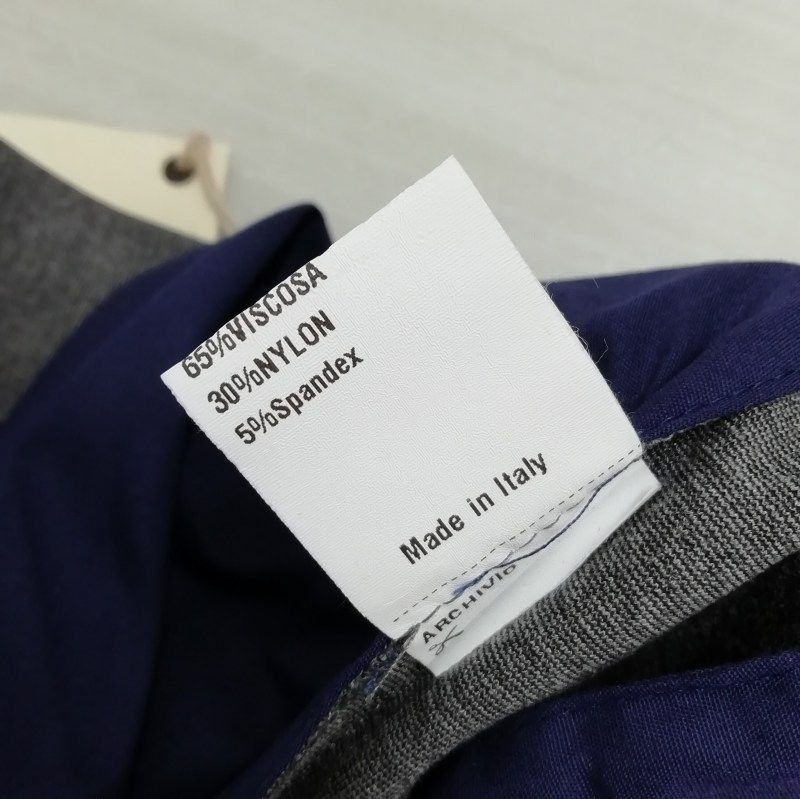 65%VISCOSA
30%NYLON
5%Spandex
Made in Italy
ARCHIVIO